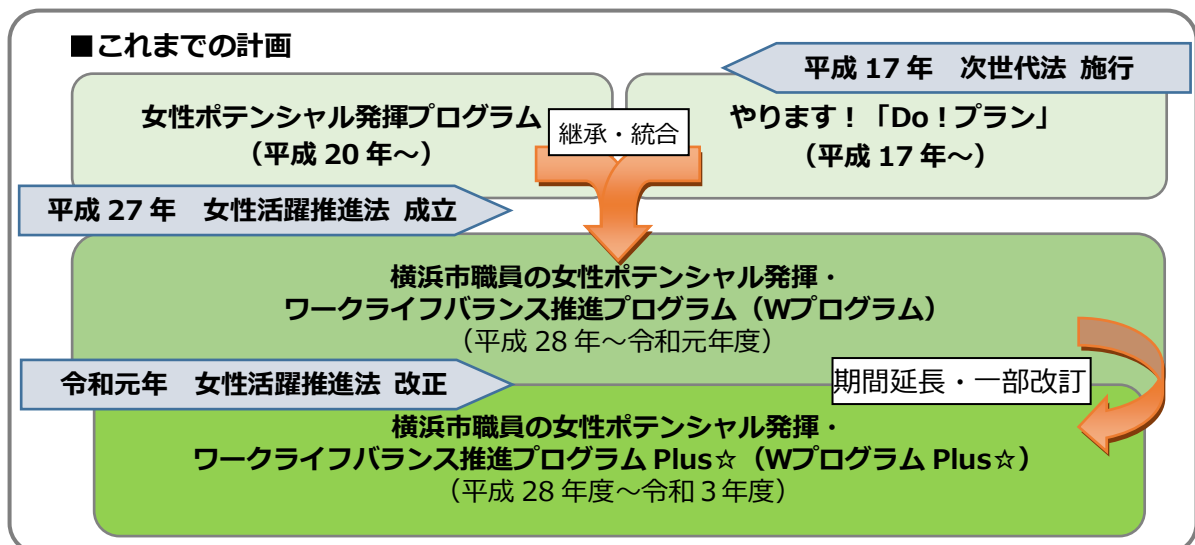 ■これまでの計画
平成 17 年　次世代法 施行
女性ポテンシャル発揮プログラム
（平成 20 年～）
継承・統合
やります！「Do！プラン」
（平成 17 年～）
平成 27 年　女性活躍推進法 成立
横浜市職員の女性ポテンシャル発揮・
ワークライフバランス推進プログラム（Wプログラム）
（平成 28 年～令和元年度）
令和元年　女性活躍推進法 改正
期間延長・一部改訂
横浜市職員の女性ポテンシャル発揮・
ワークライフバランス推進プログラム Plus☆（Wプログラム Plus☆）
（平成 28 年度～令和３年度）